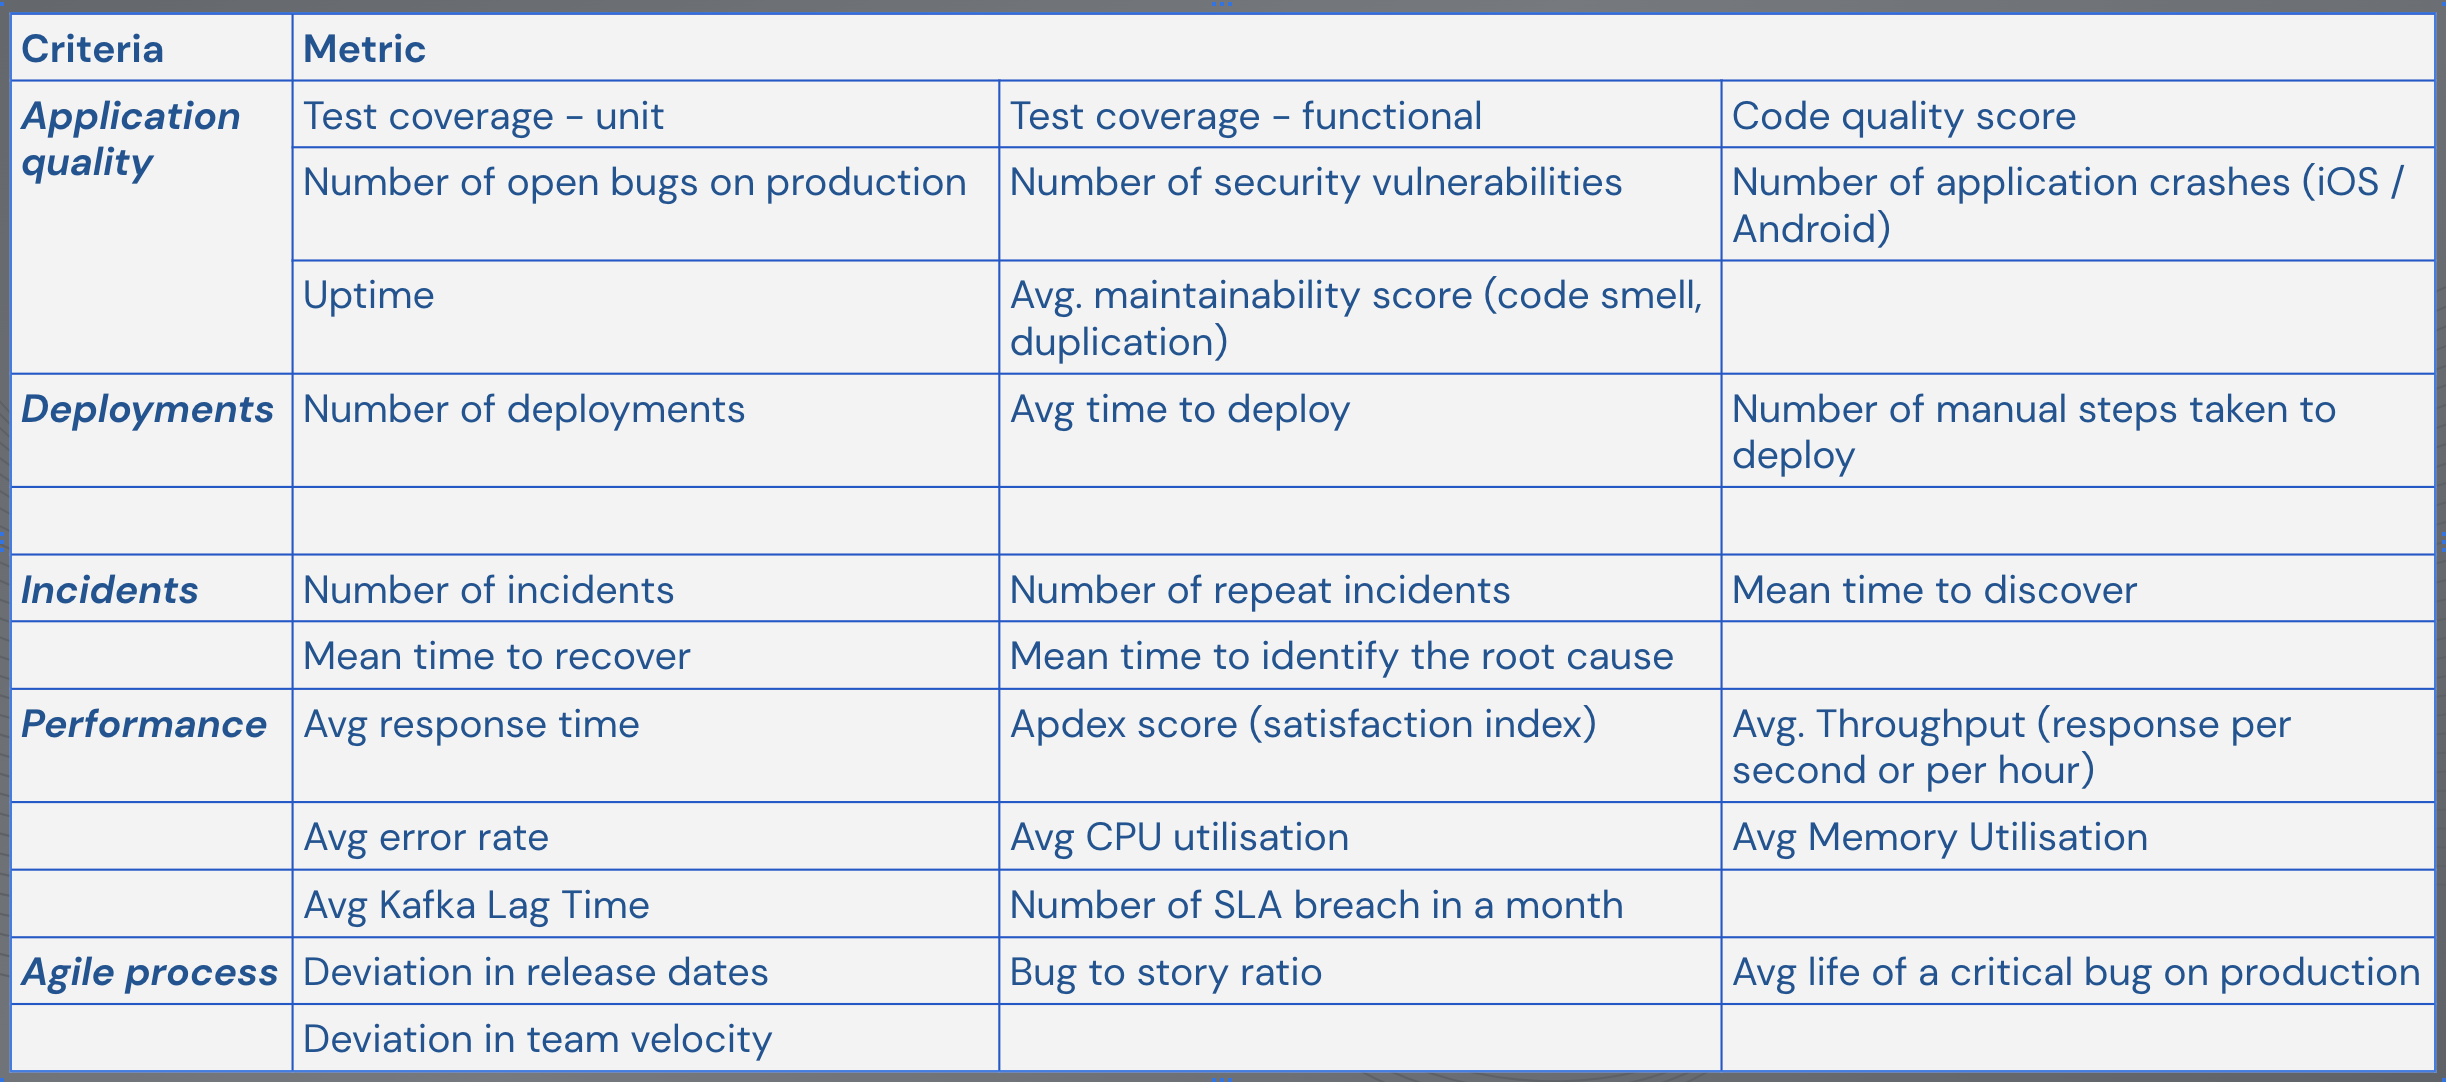 Criteria
Metric
Application
quality
Test coverage - unit
Test coverage - functional
Code quality score
Number of open bugs on production
Number of security vulnerabilities
Number of application crashes (iOS /
Android)
Uptime
Avg. maintainability score (code smell,
duplication)
Deployments
Number of deployments
Avg time to deploy
Number of manual steps taken to
deploy
Incidents
Number of incidents
Number of repeat incidents
Mean time to discover
Mean time to recover
Mean time to identify the root cause
Performance
Avg response time
Apdex score (satisfaction index)
Avg. Throughput (response per
second or per hour)
Avg error rate
Avg CPU utilisation
Avg Memory Utilisation
Avg Kafka Lag Time
Number of SLA breach in a month
Agile process
Deviation in release dates
Bug to story ratio
Avg life of a critical bug on production
Deviation in team velocity